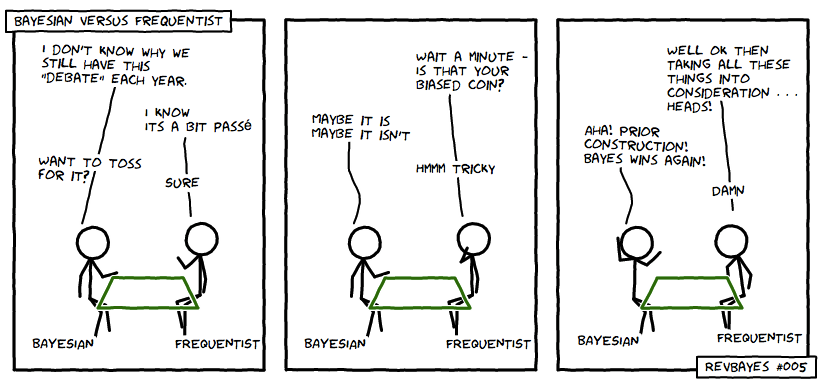 BAYESIAN VERSUS FREQUENTIST
I DON'T KNOW WHY WE
STILL HAVE THIS
"DEBATE" EACH YEAR.
I KNOW
ITS A BIT PASSÉ
WANT TO TOSS
FOR IT?
SURE
BAYESIAN
FREQUENTIST
WAIT A MINUTE -
IS THAT YOUR
BIASED COIN?
MAYBE IT IS
MAYBE IT ISN'T
HMMM TRICKY
BAYESIAN
FREQUENTIST
WELL OK THEN
TAKING ALL THESE
THINGS INTO
CONSIDERATION . . .
HEADS!
AHA! PRIOR
CONSTRUCTION!
BAYES WINS AGAIN!
DAMN
BAYESIAN
FREQUENTIST
REVBAYES #005